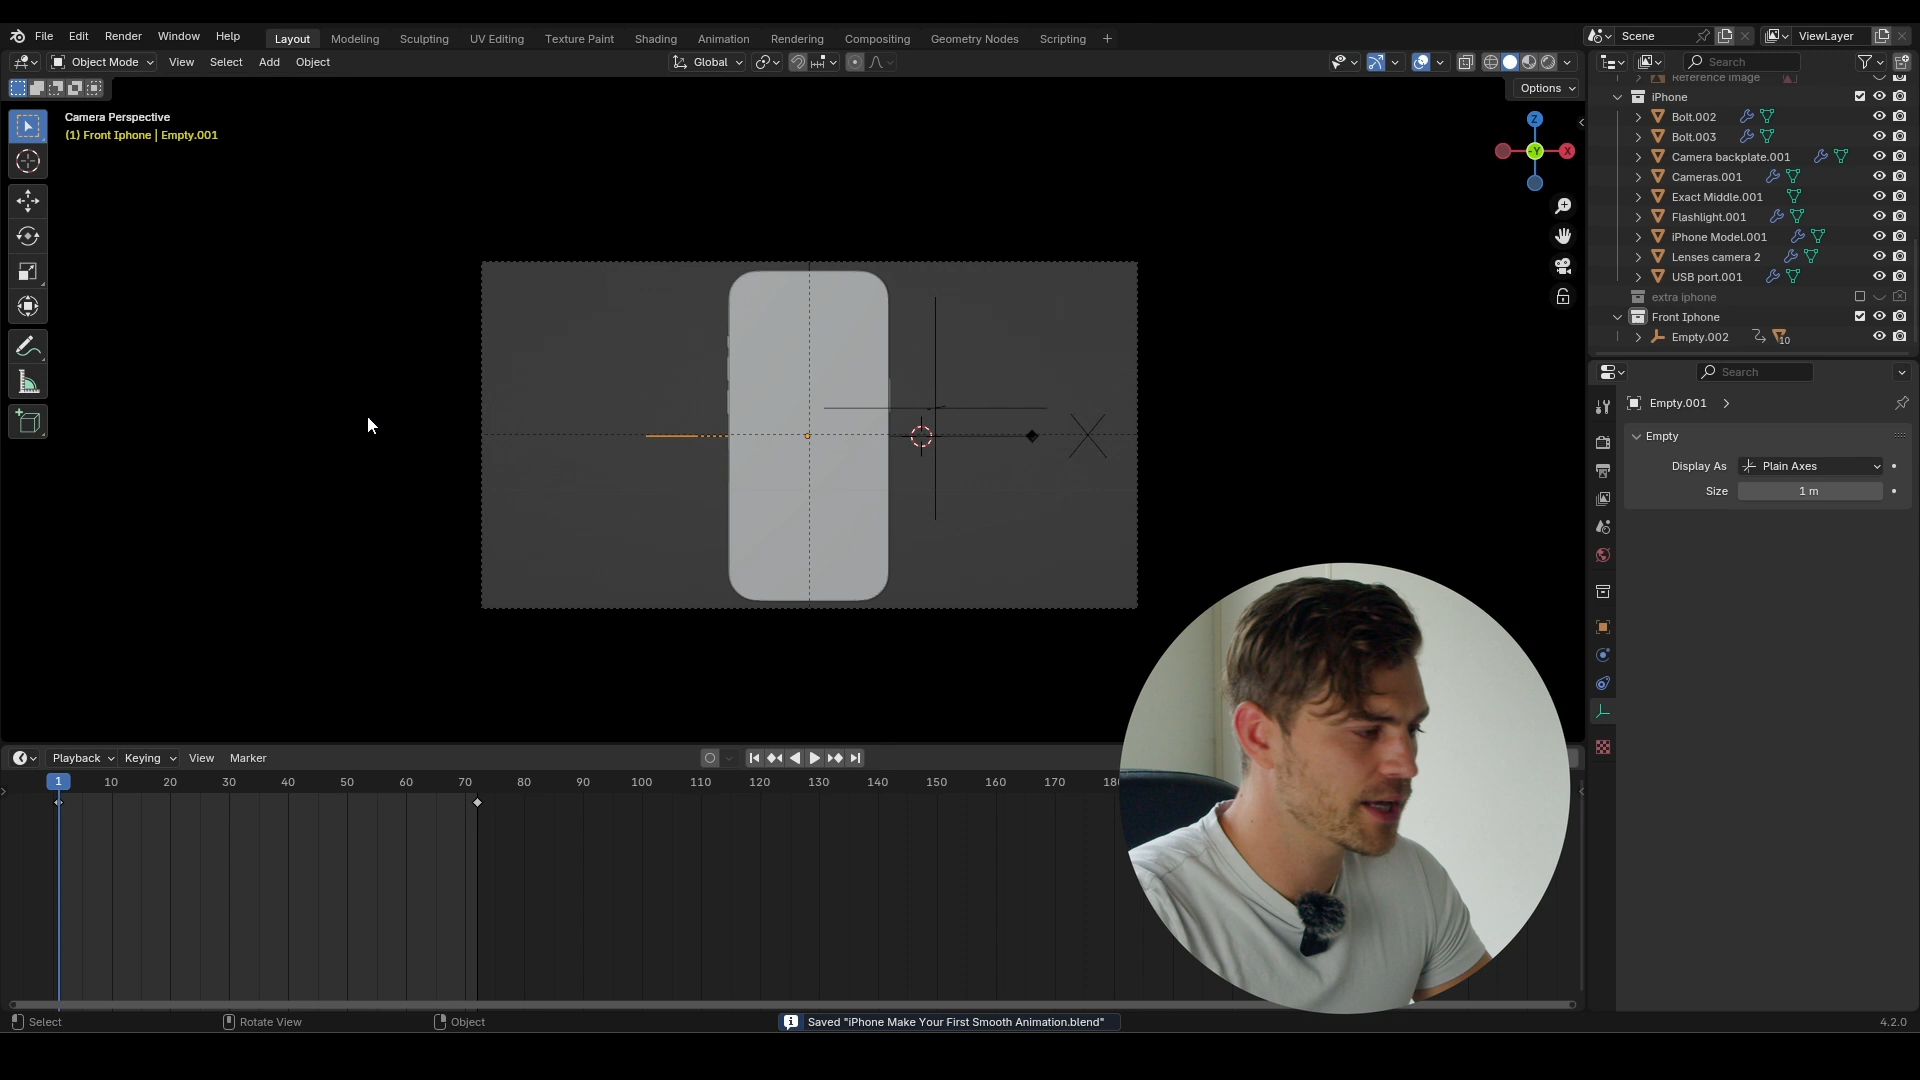 File Edit Render Window Help Layout Modeling Sculpting UV Editing Texture Paint Shading Animation Rendering Compositing Geometry Nodes Scripting + Scene ViewLayer
Object Mode View Select Add Object Global Search
Options
Camera Perspective
(1) Front Iphone | Empty.001
Z
-Y
X
Reference Image
iPhone
Bolt.002
Bolt.003
Camera backplate.001
Cameras.001
Exact Middle.001
Flashlight.001
iPhone Model.001
Lenses camera 2
USB port.001
extra iphone
Front Iphone
Empty.002 10
Search
Empty.001
Empty
Display As Plain Axes
Size 1 m
Playback Keying View Marker
1 10 20 30 40 50 60 70 80 90 100 110 120 130 140 150 160 170
Select Rotate View Object Saved "iPhone Make Your First Smooth Animation.blend" 4.2.0